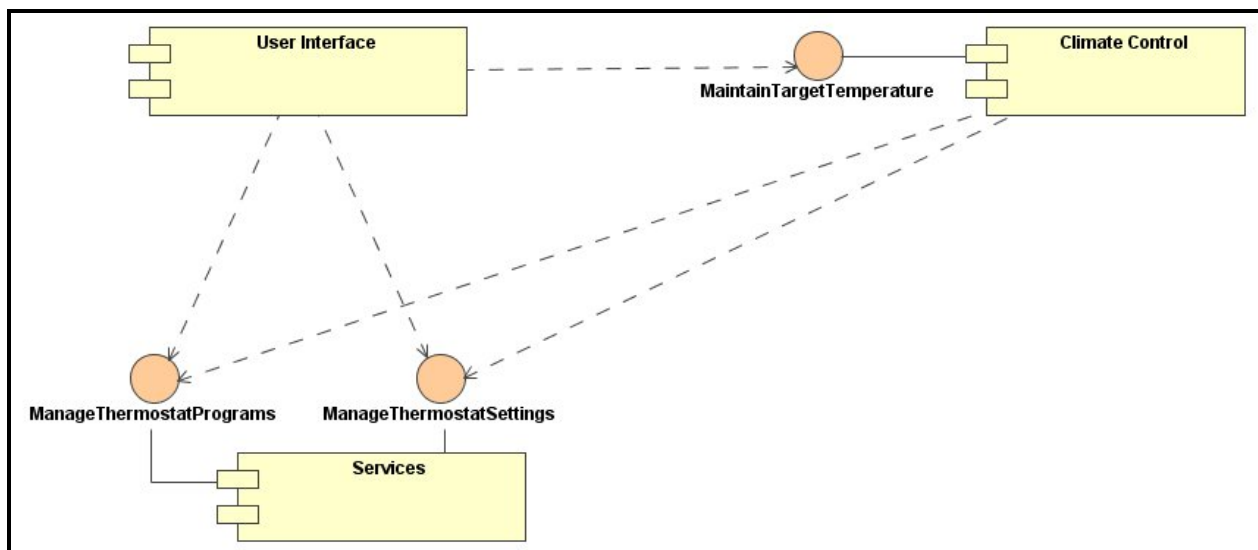 User Interface
Climate Control
MaintainTargetTemperature
ManageThermostatPrograms
ManageThermostatSettings
Services